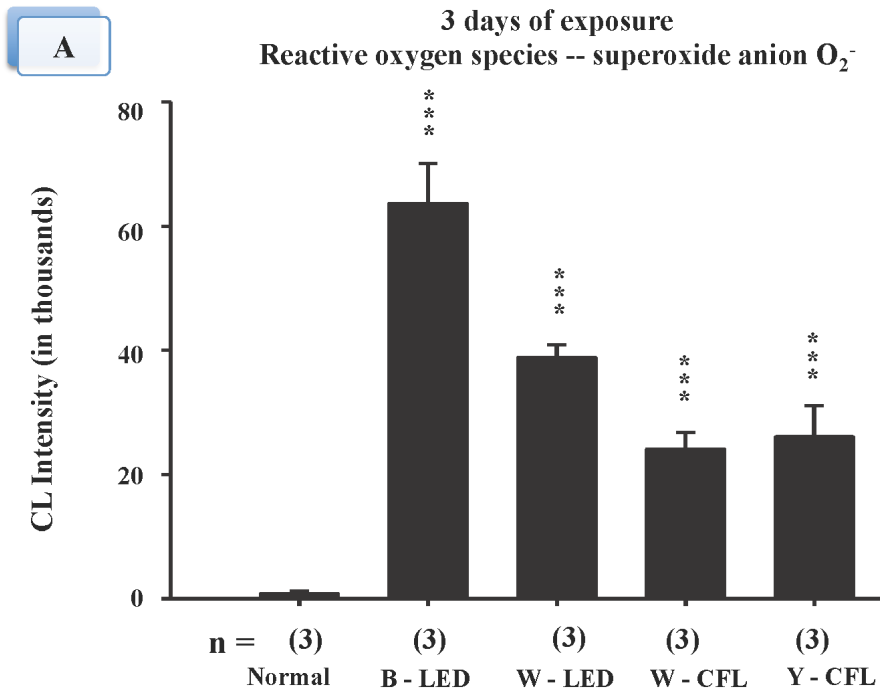 A
3 days of exposure
Reactive oxygen species -- superoxide anion O₂⁻
CL Intensity (in thousands)
80
60
40
20
0
***
***
***
***
n = (3) (3) (3) (3) (3)
Normal B - LED W - LED W - CFL Y - CFL